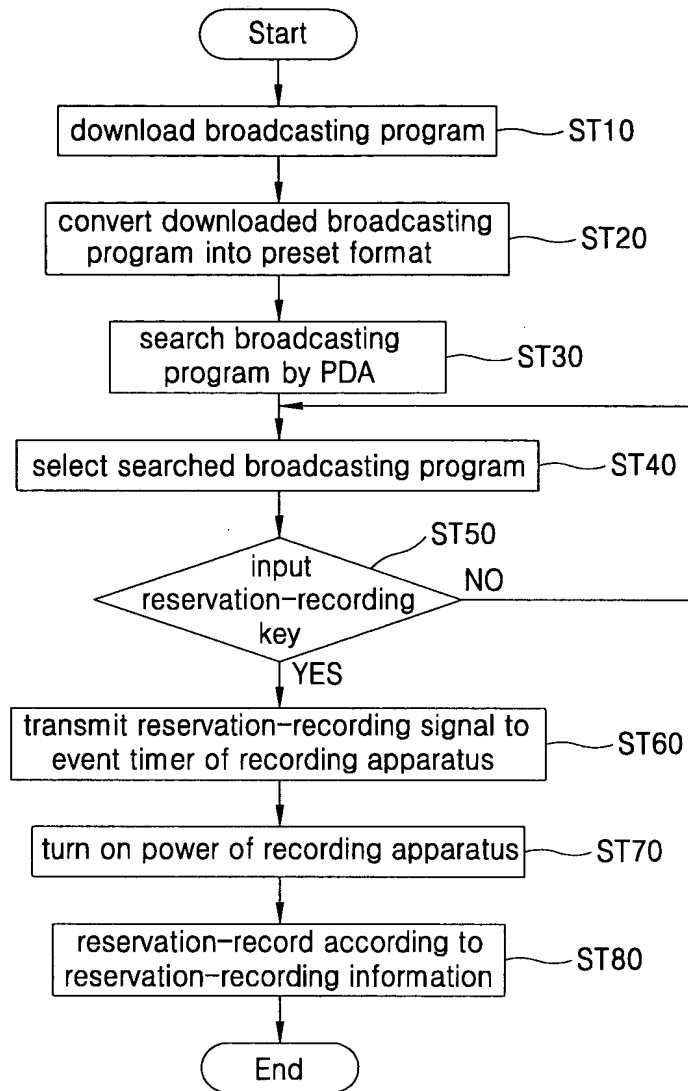 Start
download broadcasting program
ST10
convert downloaded broadcasting
program into preset format
ST20
search broadcasting
program by PDA
ST30
select searched broadcasting program
ST40
ST50
input
reservation-recording
key
NO
YES
transmit reservation-recording signal to
event timer of recording apparatus
ST60
turn on power of recording apparatus
ST70
reservation-record according to
reservation-recording information
ST80
End